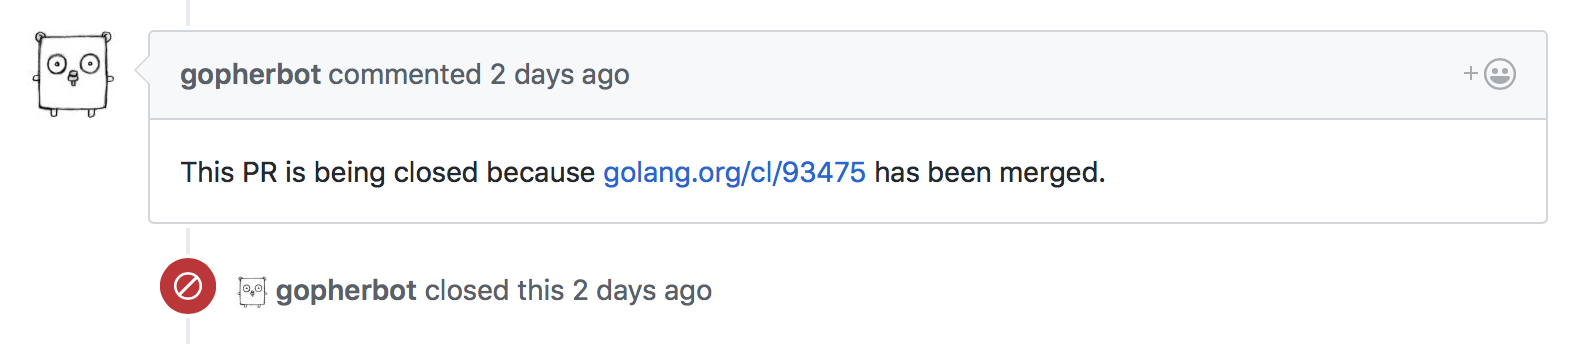 gopherbot commented 2 days ago
This PR is being closed because golang.org/cl/93475 has been merged.
gopherbot closed this 2 days ago